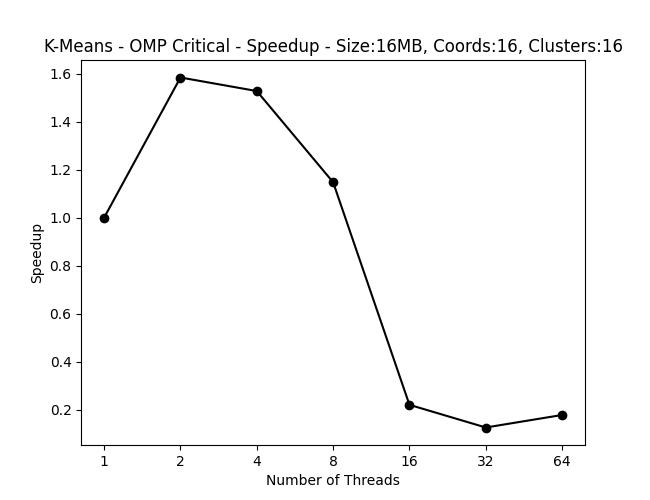 K-Means - OMP Critical - Speedup - Size:16MB, Coords:16, Clusters:16
1.6
1.4
1.2
1.0
0.8
0.6
0.4
0.2
Speedup
1 2 4 8 16 32 64
Number of Threads